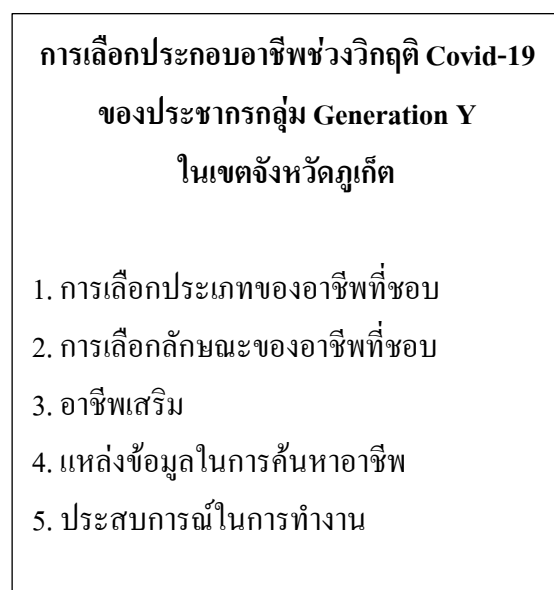 การเลือกประกอบอาชีพช่วงวิกฤติ Covid-19
ของประชากรกลุ่ม Generation Y
ในเขตจังหวัดภูเก็ต
1. การเลือกประเภทของอาชีพที่ชอบ
2. การเลือกลักษณะของอาชีพที่ชอบ
3. อาชีพเสริม
4. แหล่งข้อมูลในการค้นหาอาชีพ
5. ประสบการณ์ในการทำงาน